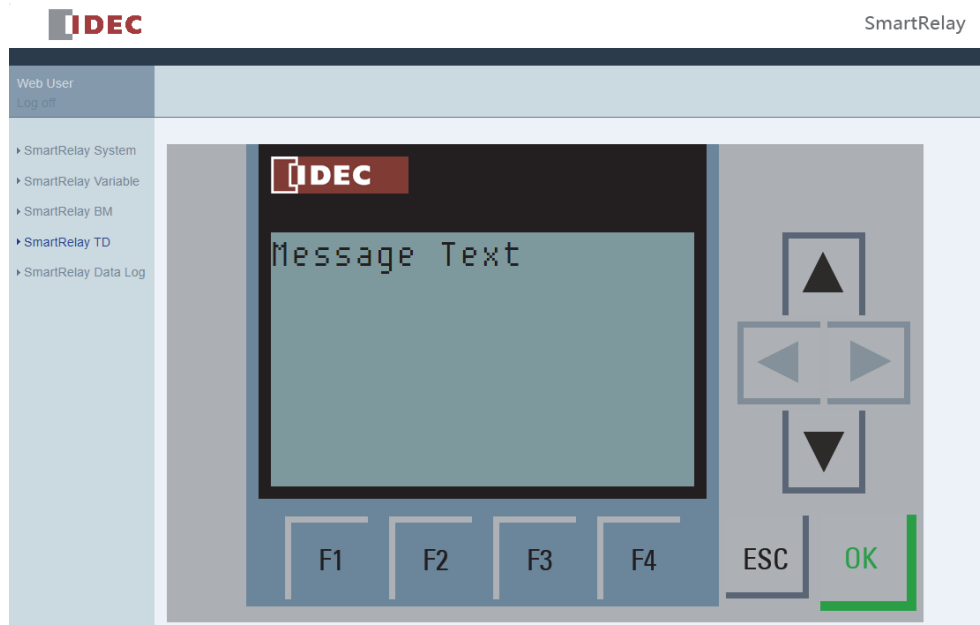 IDEC
SmartRelay
Web User
Log off
SmartRelay System
SmartRelay Variable
SmartRelay BM
SmartRelay TD
SmartRelay Data Log
IDEC
Message Text
F1 F2 F3 F4 ESC OK